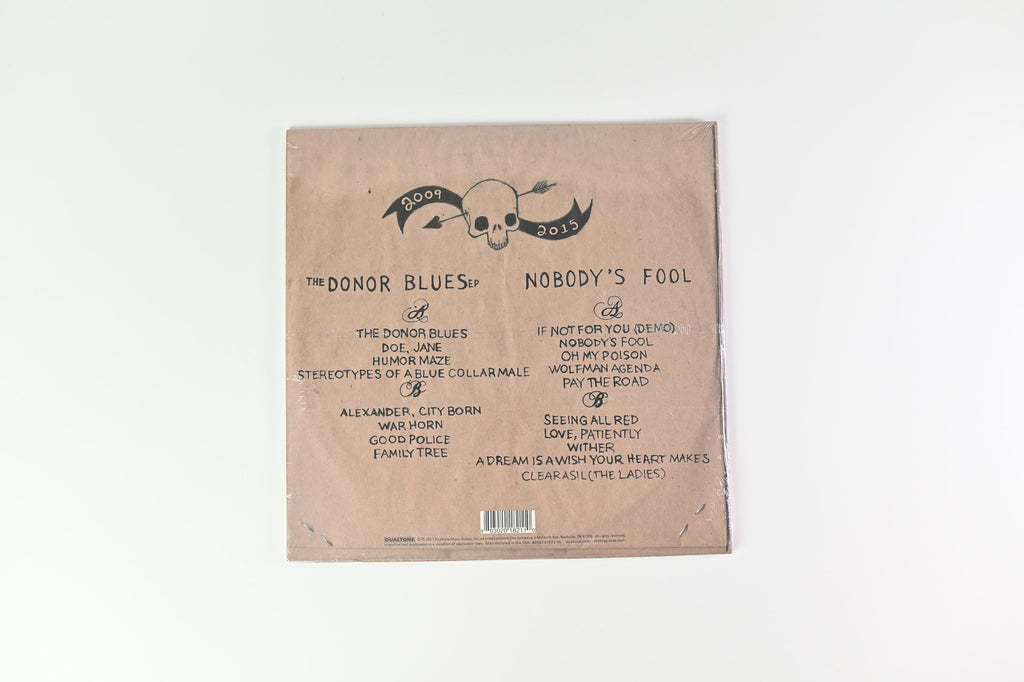 2009
2015
THE DONOR BLUES EP
A
THE DONOR BLUES
DOE, JANE
HUMOR MAZE
STEREOTYPES OF A BLUE COLLAR MALE
B
ALEXANDER, CITY BORN
WAR HORN
GOOD POLICE
FAMILY TREE
NOBODY'S FOOL
A
IF NOT FOR YOU (DEMO)
NOBODY'S FOOL
OH MY POISON
WOLFMAN AGENDA
PAY THE ROAD
B
SEEING ALL RED
LOVE, PATIENTLY
WITHER
A DREAM IS A WISH YOUR HEART MAKES
CLEARASIL (THE LADIES)
DUALTONE